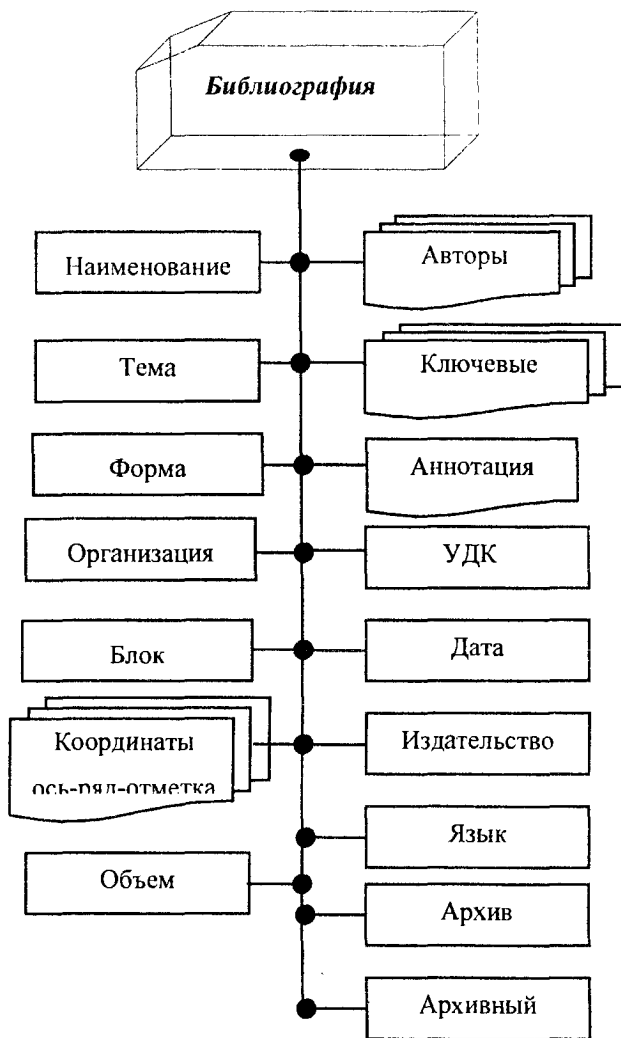 Библиография
Наименование
Авторы
Тема
Ключевые
Форма
Аннотация
Организация
УДК
Блок
Дата
Координаты
ось-ряд-отметка
Издательство
Язык
Объем
Архив
Архивный